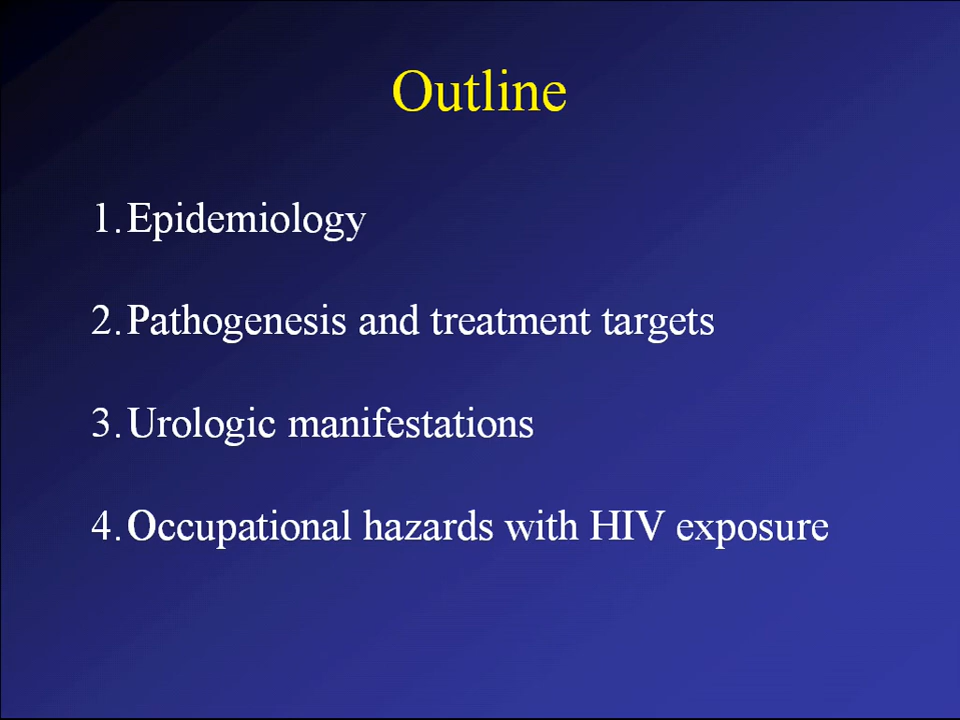 Outline
1. Epidemiology
2. Pathogenesis and treatment targets
3. Urologic manifestations
4. Occupational hazards with HIV exposure